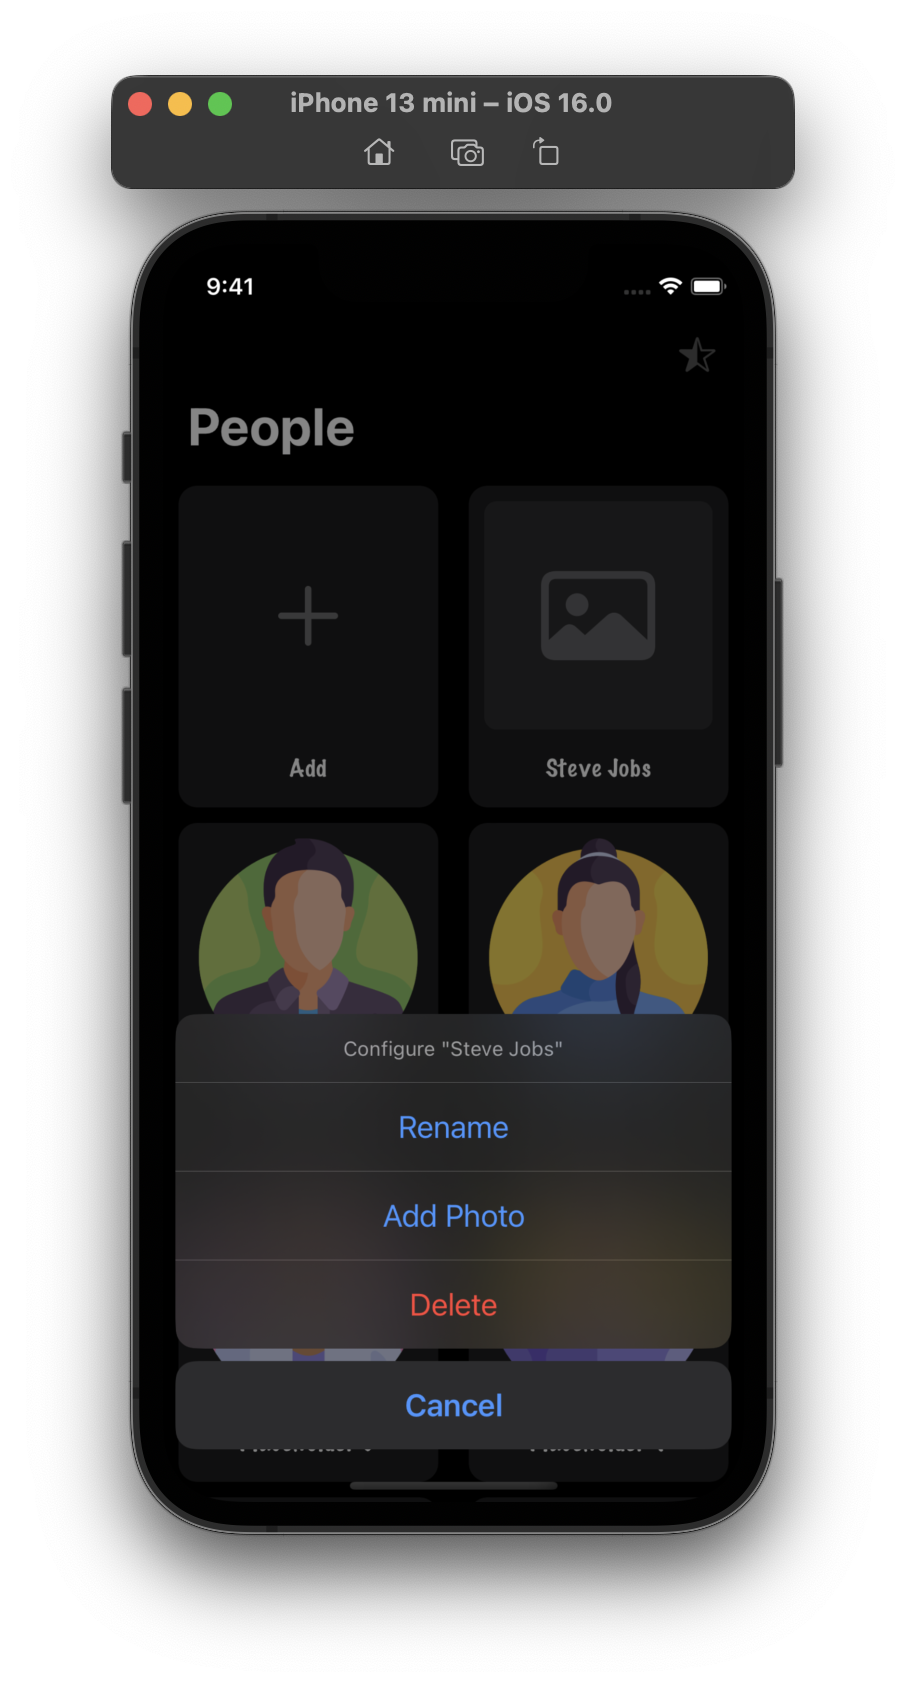 iPhone 13 mini – iOS 16.0
9:41
People
Add
Steve Jobs
Configure "Steve Jobs"
Rename
Add Photo
Delete
Cancel